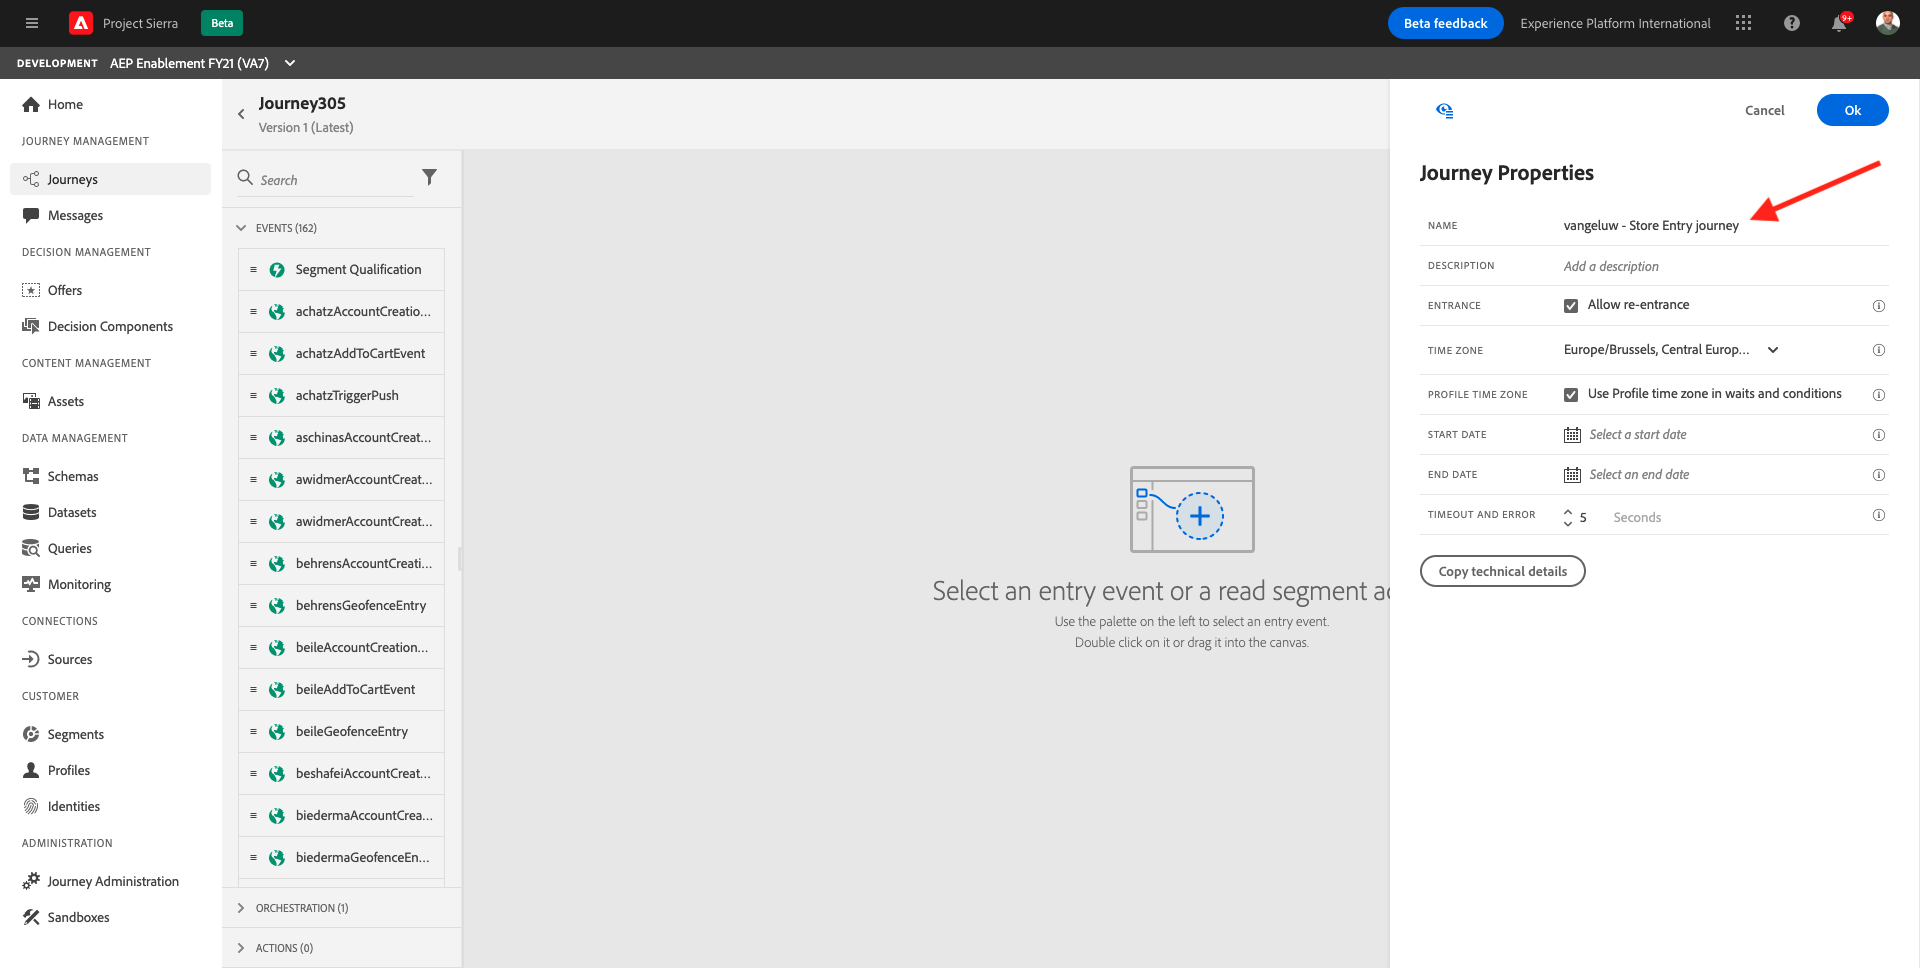 Project Sierra
Beta
Beta feedback
Experience Platform International
9+
DEVELOPMENT
AEP Enablement FY21 (VA7)
Home
JOURNEY MANAGEMENT
Journeys
Messages
DECISION MANAGEMENT
Offers
Decision Components
CONTENT MANAGEMENT
Assets
DATA MANAGEMENT
Schemas
Datasets
Queries
Monitoring
CONNECTIONS
Sources
CUSTOMER
Segments
Profiles
Identities
ADMINISTRATION
Journey Administration
Sandboxes
Journey305
Version 1 (Latest)
Search
EVENTS (162)
Segment Qualification
achatzAccountCreatio...
achatzAddToCartEvent
achatzTriggerPush
aschinasAccountCreat...
awidmerAccountCreat...
awidmerAccountCreat...
behrensAccountCreati...
behrensGeofenceEntry
beileAccountCreation...
beileAddToCartEvent
beileGeofenceEntry
beshafeiAccountCreat...
biedermaAccountCrea...
biedermaGeofenceEn...
ORCHESTRATION (1)
ACTIONS (0)
Select an entry event or a read segment ac
Use the palette on the left to select an entry event.
Double click on it or drag it into the canvas.
Cancel
Ok
Journey Properties
NAME
vangeluw - Store Entry journey
DESCRIPTION
Add a description
ENTRANCE
Allow re-entrance
TIME ZONE
Europe/Brussels, Central Europ...
PROFILE TIME ZONE
Use Profile time zone in waits and conditions
START DATE
Select a start date
END DATE
Select an end date
TIMEOUT AND ERROR
5
Seconds
Copy technical details